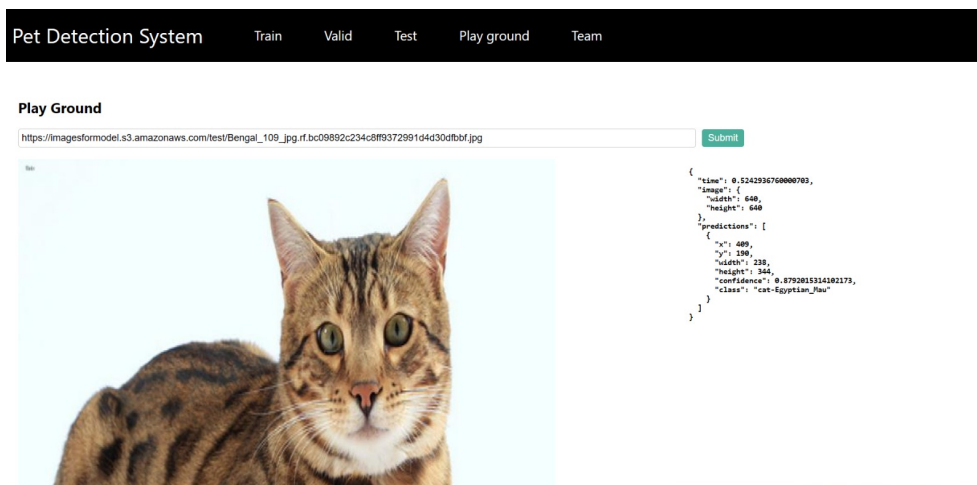 Pet Detection System Train Valid Test Play ground Team
Play Ground
https://imagesformodel.s3.amazonaws.com/test/Bengal_109_jpg.rf.bc09892c234c8ff9372991d4d30dfbbf.jpg Submit
{
"time": 0.5242936760000703,
"image": {
"width": 640,
"height": 640
},
"predictions": [
{
"x": 409,
"y": 190,
"width": 238,
"height": 344,
"confidence": 0.8792015314102173,
"class": "cat-Egyptian_Mau"
}
]
}